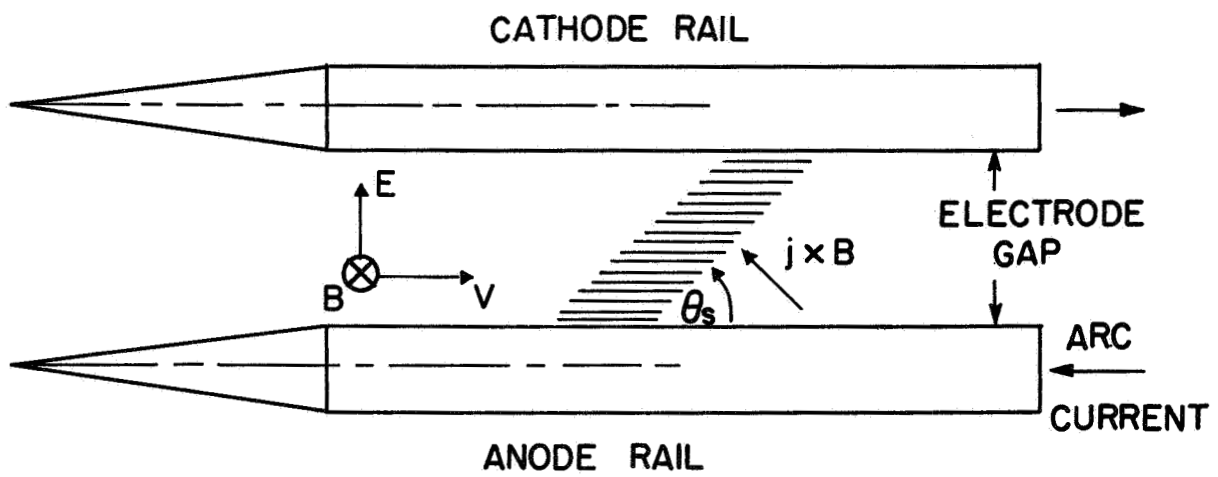 CATHODE RAIL
E
B
V
θs
j × B
ELECTRODE
GAP
ARC
CURRENT
ANODE RAIL